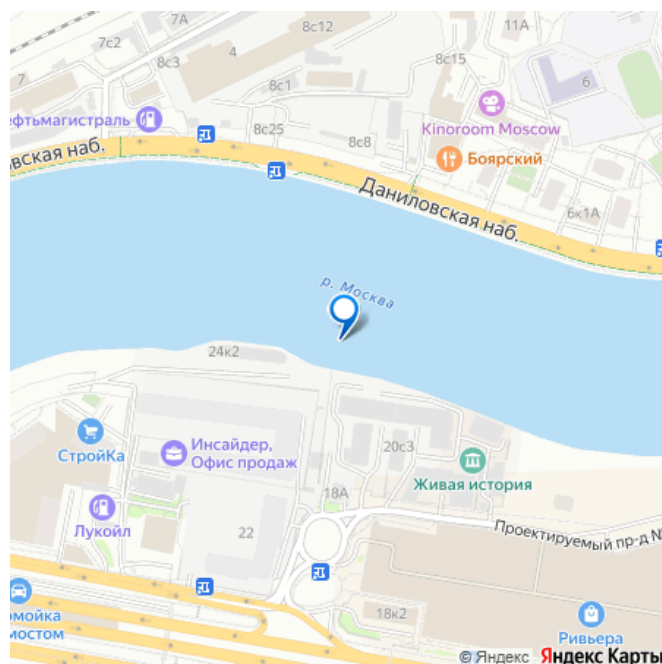 7А
11А
8с12
7с2
4
8с3
8с15
7
8с1
6
Kinoroom Moscow
ефтьмагистраль
8с25
8с8
Боярский
вская наб.
Даниловская наб.
6к1А
р. Москва
24к2
СтройКа
Инсайдер,
Офис продаж
20с3
Живая история
18А
Лукойл
22
Проектируемый пр-д №
омойка
мостом
18к2
Ривьера
© Яндекс Яндекс Карты